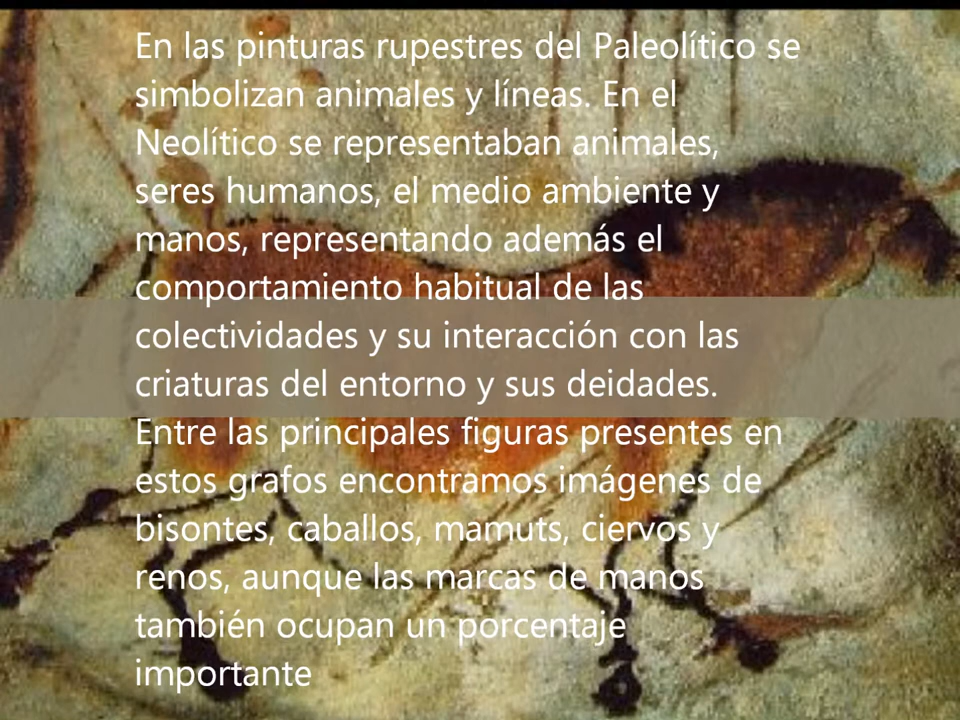 En las pinturas rupestres del Paleolítico se
simbolizan animales y líneas. En el
Neolítico se representaban animales,
seres humanos, el medio ambiente y
manos, representando además el
comportamiento habitual de las
colectividades y su interacción con las
criaturas del entorno y sus deidades.
Entre las principales figuras presentes en
estos grafos encontramos imágenes de
bisontes, caballos, mamuts, ciervos y
renos, aunque las marcas de manos
también ocupan un porcentaje
importante